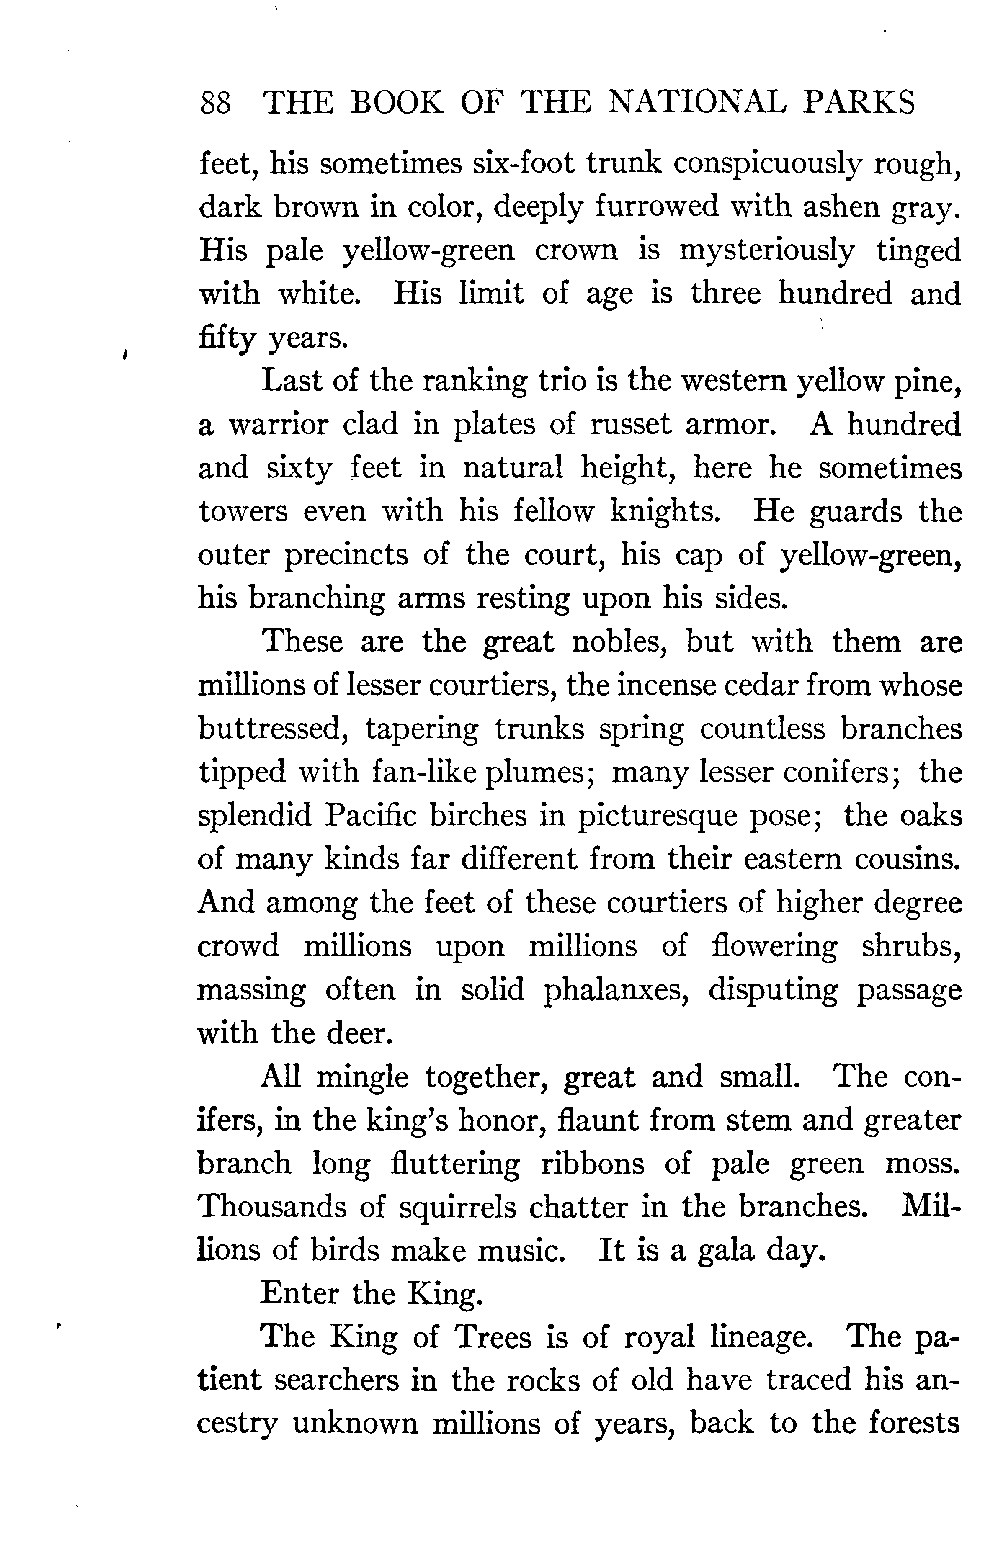 88 THE BOOK OF THE NATIONAL PARKS
feet, his sometimes six-foot trunk conspicuously rough,
dark brown in color, deeply furrowed with ashen gray.
His pale yellow-green crown is mysteriously tinged
with white. His limit of age is three hundred and
fifty years.
Last of the ranking trio is the western yellow pine,
a warrior clad in plates of russet armor. A hundred
and sixty feet in natural height, here he sometimes
towers even with his fellow knights. He guards the
outer precincts of the court, his cap of yellow-green,
his branching arms resting upon his sides.
These are the great nobles, but with them are
millions of lesser courtiers, the incense cedar from whose
buttressed, tapering trunks spring countless branches
tipped with fan-like plumes; many lesser conifers; the
splendid Pacific birches in picturesque pose; the oaks
of many kinds far different from their eastern cousins.
And among the feet of these courtiers of higher degree
crowd millions upon millions of flowering shrubs,
massing often in solid phalanxes, disputing passage
with the deer.
All mingle together, great and small. The con-
ifers, in the king's honor, flaunt from stem and greater
branch long fluttering ribbons of pale green moss.
Thousands of squirrels chatter in the branches. Mil-
lions of birds make music. It is a gala day.
Enter the King.
The King of Trees is of royal lineage. The pa-
tient searchers in the rocks of old have traced his an-
cestry unknown millions of years, back to the forests